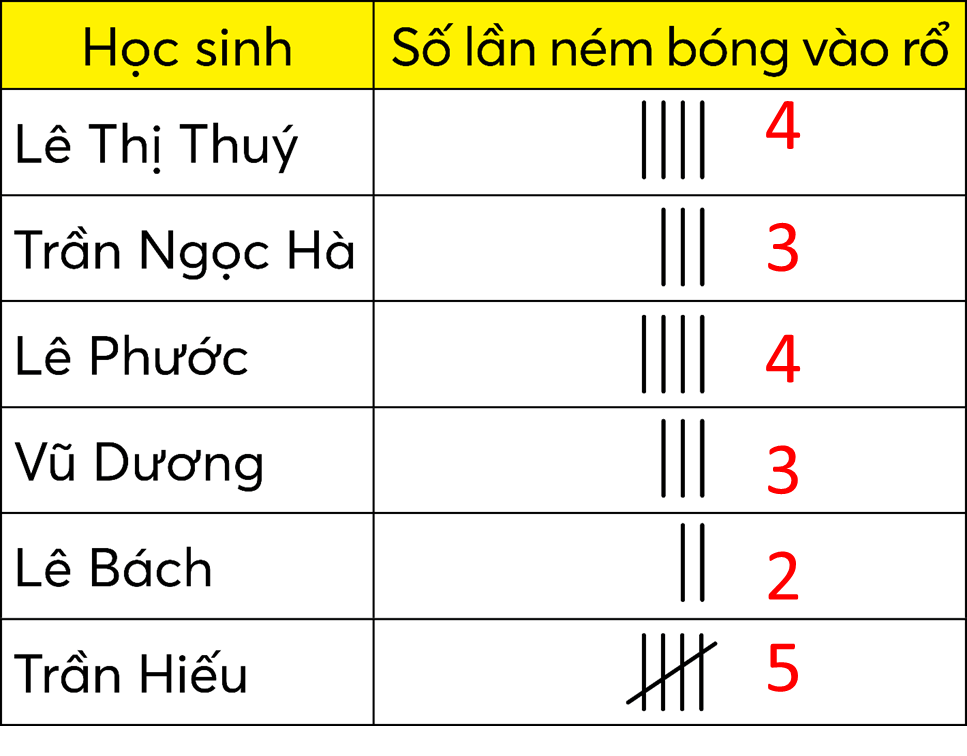 Học sinh Số lần ném bóng vào rổ
Lê Thị Thuý |||| 4
Trần Ngọc Hà ||| 3
Lê Phước |||| 4
Vũ Dương ||| 3
Lê Bách || 2
Trần Hiếu 5